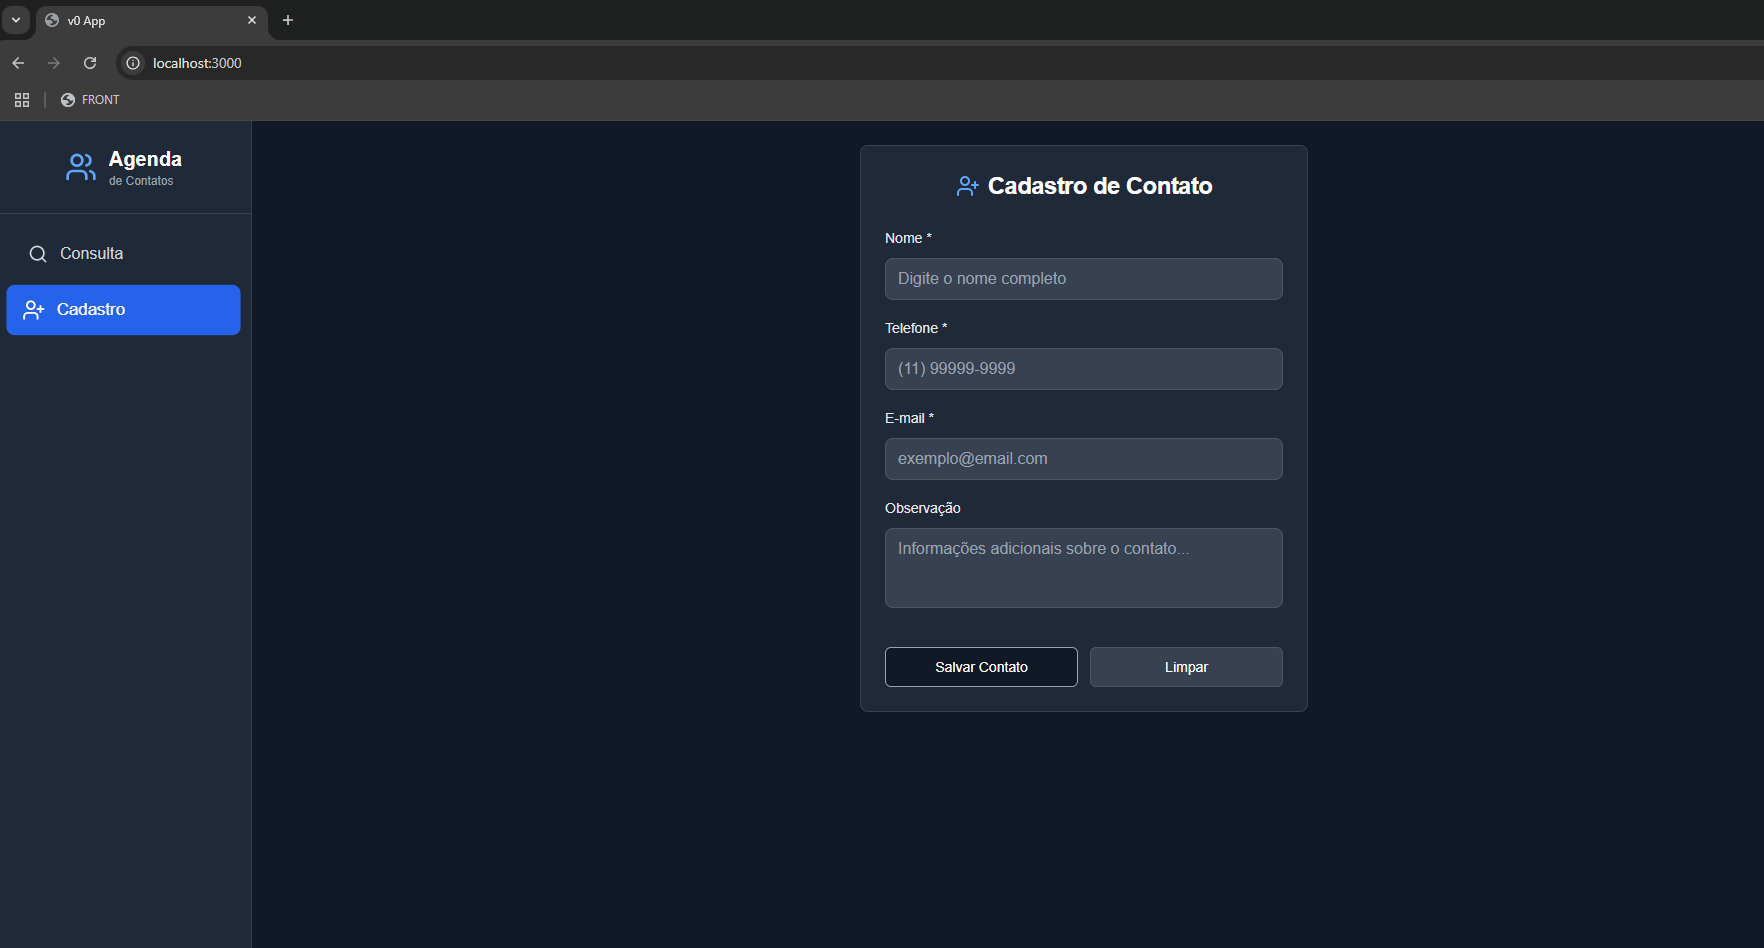 v0 App
localhost:3000
FRONT
Agenda
de Contatos
Consulta
Cadastro
Cadastro de Contato
Nome *
Digite o nome completo
Telefone *
(11) 99999-9999
E-mail *
exemplo@email.com
Observação
Informações adicionais sobre o contato...
Salvar Contato
Limpar